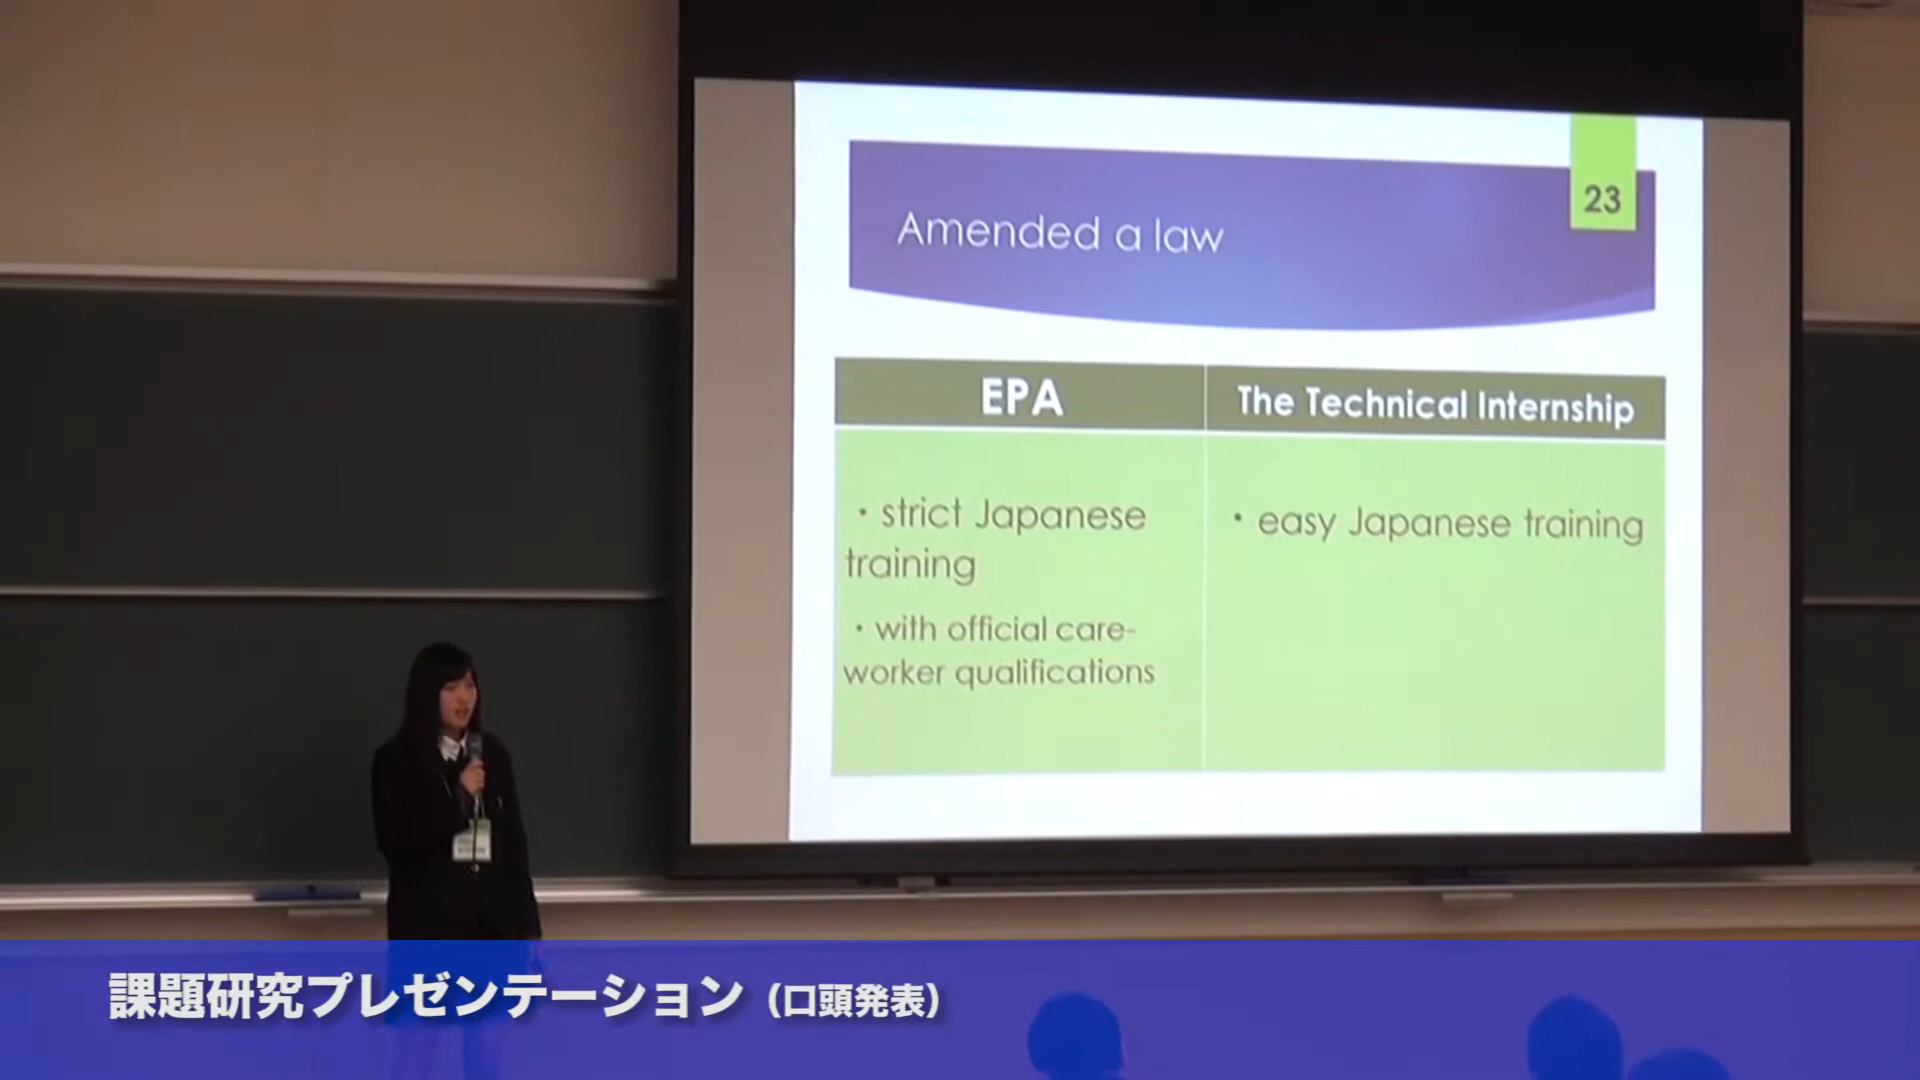 23
Amended a law
EPA
The Technical Internship
・strict Japanese
training
・with official care-
worker qualifications
・easy Japanese training
課題研究プレゼンテーション（口頭発表）